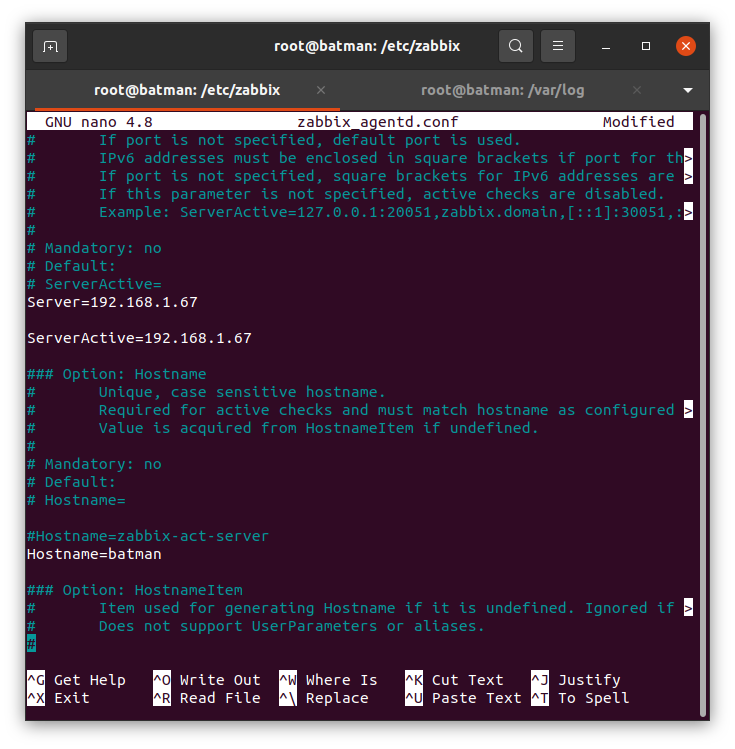 root@batman: /etc/zabbix
root@batman: /etc/zabbix
root@batman: /var/log
GNU nano 4.8 zabbix_agentd.conf Modified
# If port is not specified, default port is used.
# IPv6 addresses must be enclosed in square brackets if port for th>
# If port is not specified, square brackets for IPv6 addresses are >
# If this parameter is not specified, active checks are disabled.
# Example: ServerActive=127.0.0.1:20051,zabbix.domain,[::1]:30051,:>
#
# Mandatory: no
# Default:
# ServerActive=
Server=192.168.1.67
ServerActive=192.168.1.67
### Option: Hostname
# Unique, case sensitive hostname.
# Required for active checks and must match hostname as configured >
# Value is acquired from HostnameItem if undefined.
#
# Mandatory: no
# Default:
# Hostname=
#Hostname=zabbix-act-server
Hostname=batman
### Option: HostnameItem
# Item used for generating Hostname if it is undefined. Ignored if >
# Does not support UserParameters or aliases.
#
^G Get Help ^O Write Out ^W Where Is ^K Cut Text ^J Justify
^X Exit ^R Read File ^\ Replace ^U Paste Text ^T To Spell